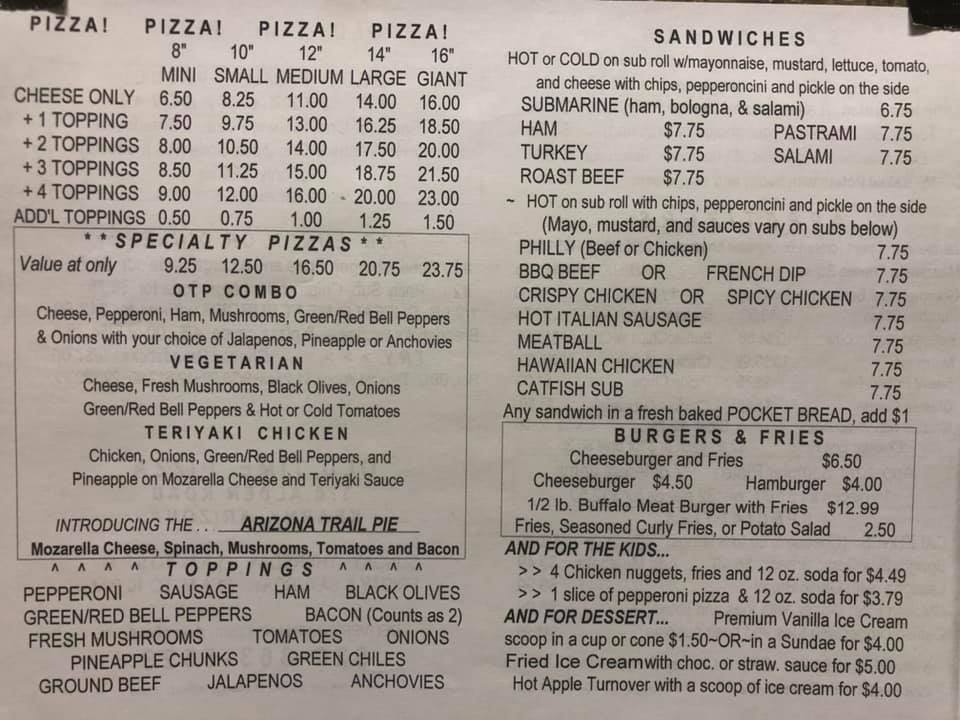 PIZZA! PIZZA! PIZZA! PIZZA!
8" 10" 12" 14" 16"
MINI SMALL MEDIUM LARGE GIANT
CHEESE ONLY 6.50 8.25 11.00 14.00 16.00
+ 1 TOPPING 7.50 9.75 13.00 16.25 18.50
+ 2 TOPPINGS 8.00 10.50 14.00 17.50 20.00
+ 3 TOPPINGS 8.50 11.25 15.00 18.75 21.50
+ 4 TOPPINGS 9.00 12.00 16.00 20.00 23.00
ADD'L TOPPINGS 0.50 0.75 1.00 1.25 1.50
* * SPECIALTY PIZZAS * *
Value at only 9.25 12.50 16.50 20.75 23.75
OTP COMBO
Cheese, Pepperoni, Ham, Mushrooms, Green/Red Bell Peppers
& Onions with your choice of Jalapenos, Pineapple or Anchovies
VEGETARIAN
Cheese, Fresh Mushrooms, Black Olives, Onions
Green/Red Bell Peppers & Hot or Cold Tomatoes
TERIYAKI CHICKEN
Chicken, Onions, Green/Red Bell Peppers, and
Pineapple on Mozarella Cheese and Teriyaki Sauce
INTRODUCING THE . . ARIZONA TRAIL PIE
Mozarella Cheese, Spinach, Mushrooms, Tomatoes and Bacon
^ ^ ^ ^ TOPPINGS ^ ^ ^ ^
PEPPERONI SAUSAGE HAM BLACK OLIVES
GREEN/RED BELL PEPPERS BACON (Counts as 2)
FRESH MUSHROOMS TOMATOES ONIONS
PINEAPPLE CHUNKS GREEN CHILES
GROUND BEEF JALAPENOS ANCHOVIES
SANDWICHES
HOT or COLD on sub roll w/mayonnaise, mustard, lettuce, tomato,
and cheese with chips, pepperoncini and pickle on the side
SUBMARINE (ham, bologna, & salami) 6.75
HAM $7.75 PASTRAMI 7.75
TURKEY $7.75 SALAMI 7.75
ROAST BEEF $7.75
~ HOT on sub roll with chips, pepperoncini and pickle on the side
(Mayo, mustard, and sauces vary on subs below)
PHILLY (Beef or Chicken) 7.75
BBQ BEEF OR FRENCH DIP 7.75
CRISPY CHICKEN OR SPICY CHICKEN 7.75
HOT ITALIAN SAUSAGE 7.75
MEATBALL 7.75
HAWAIIAN CHICKEN 7.75
CATFISH SUB 7.75
Any sandwich in a fresh baked POCKET BREAD, add $1
BURGERS & FRIES
Cheeseburger and Fries $6.50
Cheeseburger $4.50 Hamburger $4.00
1/2 lb. Buffalo Meat Burger with Fries $12.99
Fries, Seasoned Curly Fries, or Potato Salad 2.50
AND FOR THE KIDS...
> > 4 Chicken nuggets, fries and 12 oz. soda for $4.49
> > 1 slice of pepperoni pizza & 12 oz. soda for $3.79
AND FOR DESSERT... Premium Vanilla Ice Cream
scoop in a cup or cone $1.50~OR~in a Sundae for $4.00
Fried Ice Cream with choc. or straw. sauce for $5.00
Hot Apple Turnover with a scoop of ice cream for $4.00